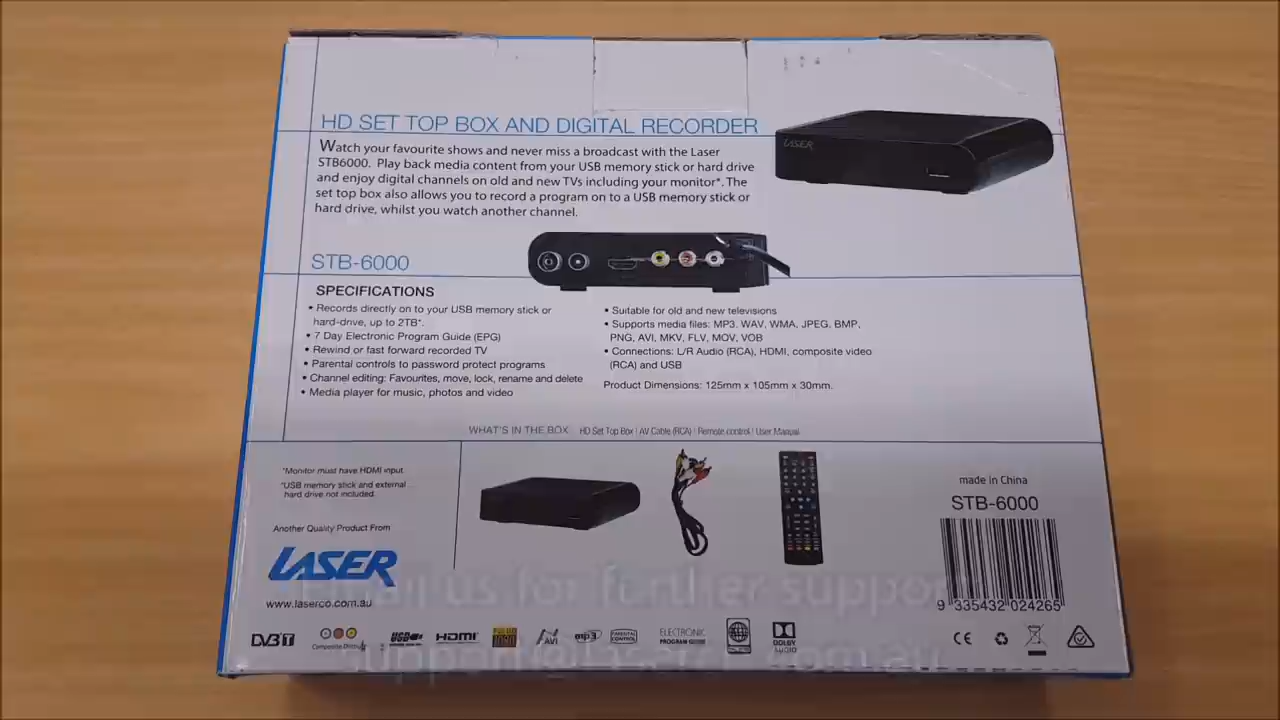 HD SET TOP BOX AND DIGITAL RECORDER
Watch your favourite shows and never miss a broadcast with the Laser
STB6000. Play back media content from your USB memory stick or hard drive
and enjoy digital channels on old and new TVs including your monitor*. The
set top box also allows you to record a program on to a USB memory stick or
hard drive, whilst you watch another channel.
LASER
STB-6000
SPECIFICATIONS
• Records directly on to your USB memory stick or
hard-drive, up to 2TB*.
• 7 Day Electronic Program Guide (EPG)
• Rewind or fast forward recorded TV
• Parental controls to password protect programs
• Channel editing: Favourites, move, lock, rename and delete
• Media player for music, photos and video
• Suitable for old and new televisions
• Supports media files: MP3, WAV, WMA, JPEG, BMP,
PNG, AVI, MKV, FLV, MOV, VOB
• Connections: L/R Audio (RCA), HDMI, composite video
(RCA) and USB
Product Dimensions: 125mm x 105mm x 30mm.
WHAT'S IN THE BOX HD Set Top Box | AV Cable (RCA) | Remote control | User Manual
*Monitor must have HDMI input
*USB memory stick and external
hard drive not included.
Another Quality Product From
LASER
www.laserco.com.au
made in China
STB-6000
9 335432 024265
us for further support
DVB T
USB
HDMI
AVI
mp3
PARENTAL CONTROL
ELECTRONIC
PROGRAM GUIDE
DOLBY
AUDIO
CE